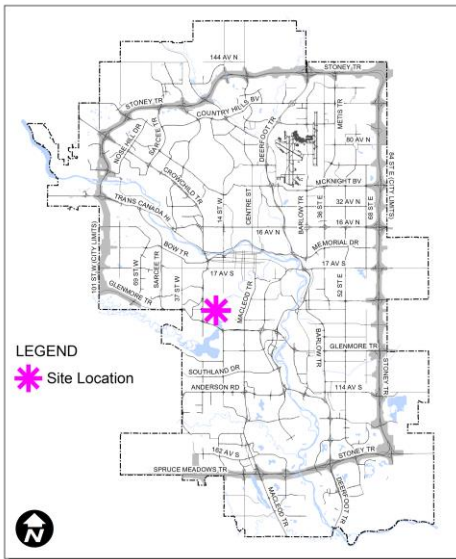 144 AV N
STONEY TR
STONEY TR
COUNTRY HILLS BV
METIS TR
SARCEE TR
DEERFOOT TR
NOSE HILL DR
80 AV N
CROWCHILD TR
MCKNIGHT BV
84 ST E (CITY LIMITS)
14 ST W
CENTRE ST
BARLOW TR
36 ST E
68 ST E
32 AV N
TRANS CANADA HI
16 AV N
16 AV N
MEMORIAL DR
BOW TR
17 AV S
17 AV S
101 ST W (CITY LIMITS)
69 ST W
SARCEE TR
37 ST W
MACLEOD TR
52 ST E
GLENMORE TR
BARLOW TR
GLENMORE TR
LEGEND
Site Location
SOUTHLAND DR
STONEY TR
ANDERSON RD
114 AV S
162 AV S
STONEY TR
SPRUCE MEADOWS TR
MACLEOD TR
DEERFOOT TR
N